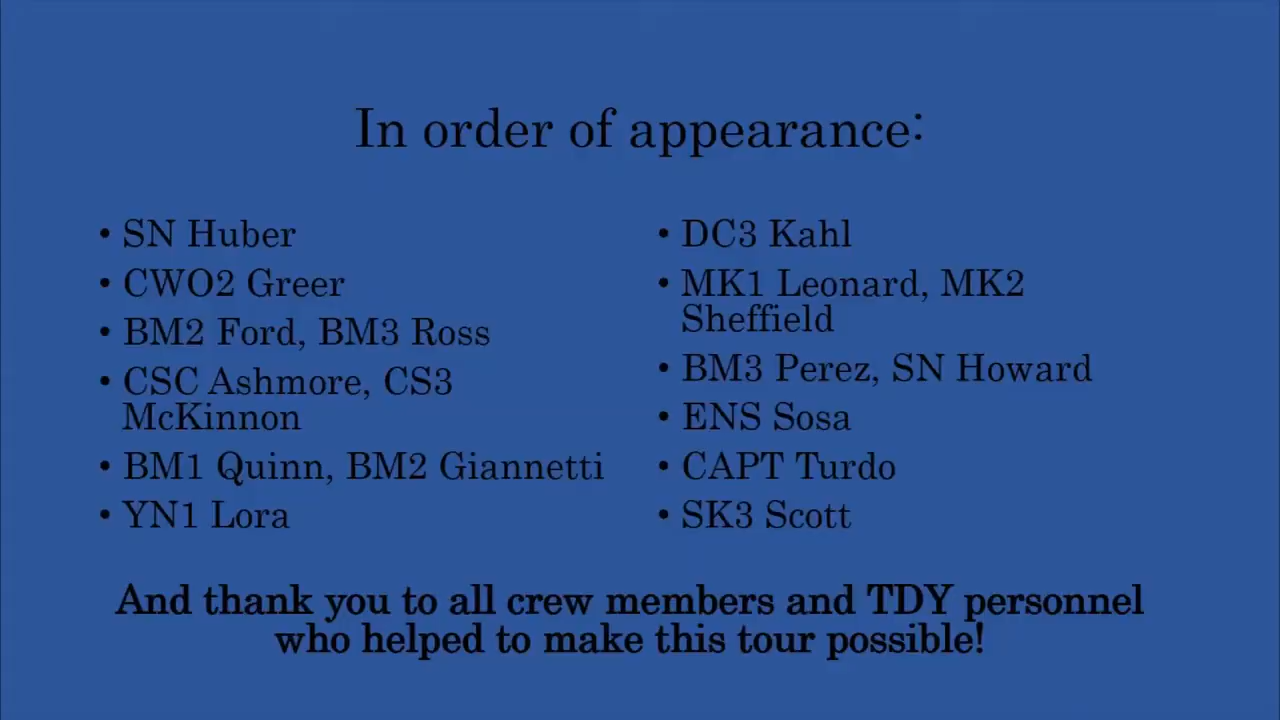 In order of appearance:
• SN Huber
• CWO2 Greer
• BM2 Ford, BM3 Ross
• CSC Ashmore, CS3
McKinnon
• BM1 Quinn, BM2 Giannetti
• YN1 Lora
• DC3 Kahl
• MK1 Leonard, MK2
Sheffield
• BM3 Perez, SN Howard
• ENS Sosa
• CAPT Turdo
• SK3 Scott
And thank you to all crew members and TDY personnel
who helped to make this tour possible!